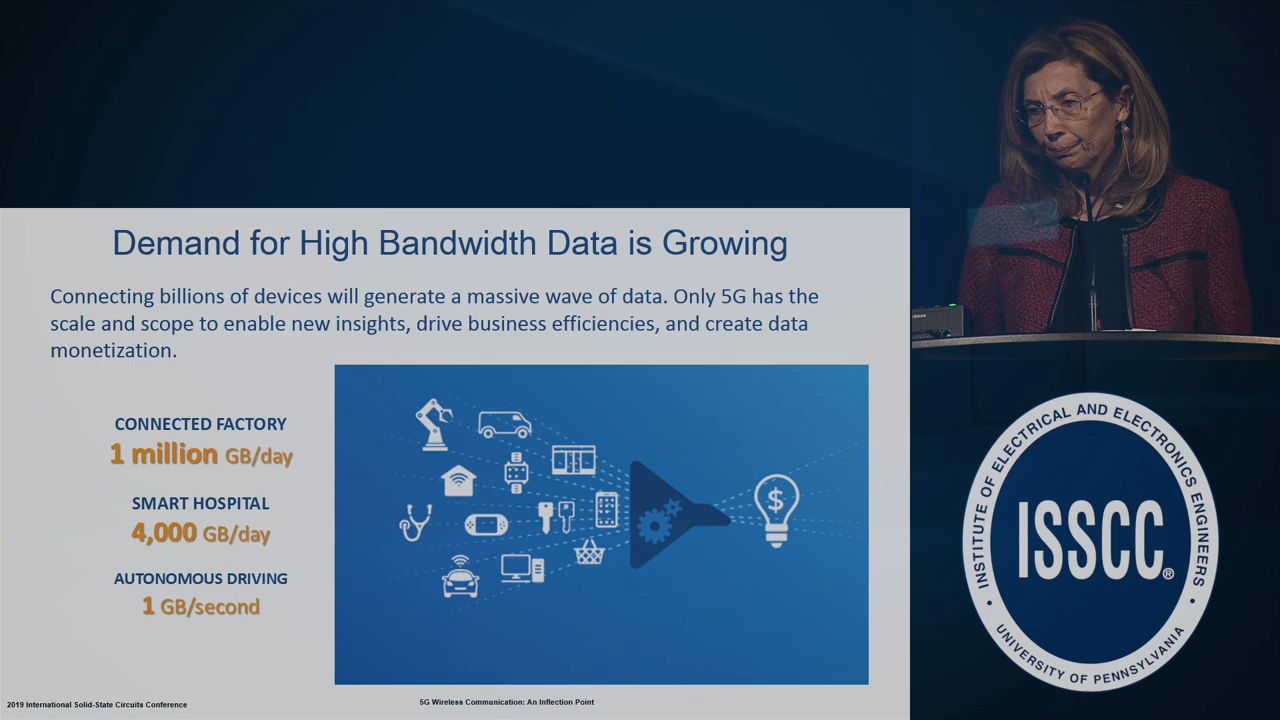 Demand for High Bandwidth Data is Growing
Connecting billions of devices will generate a massive wave of data. Only 5G has the
scale and scope to enable new insights, drive business efficiencies, and create data
monetization.
CONNECTED FACTORY
1 million GB/day
SMART HOSPITAL
4,000 GB/day
AUTONOMOUS DRIVING
1 GB/second
$
2019 International Solid-State Circuits Conference
5G Wireless Communication: An Inflection Point
INSTITUTE OF ELECTRICAL AND ELECTRONICS ENGINEERS
ISSCC®
• UNIVERSITY OF PENNSYLVANIA •